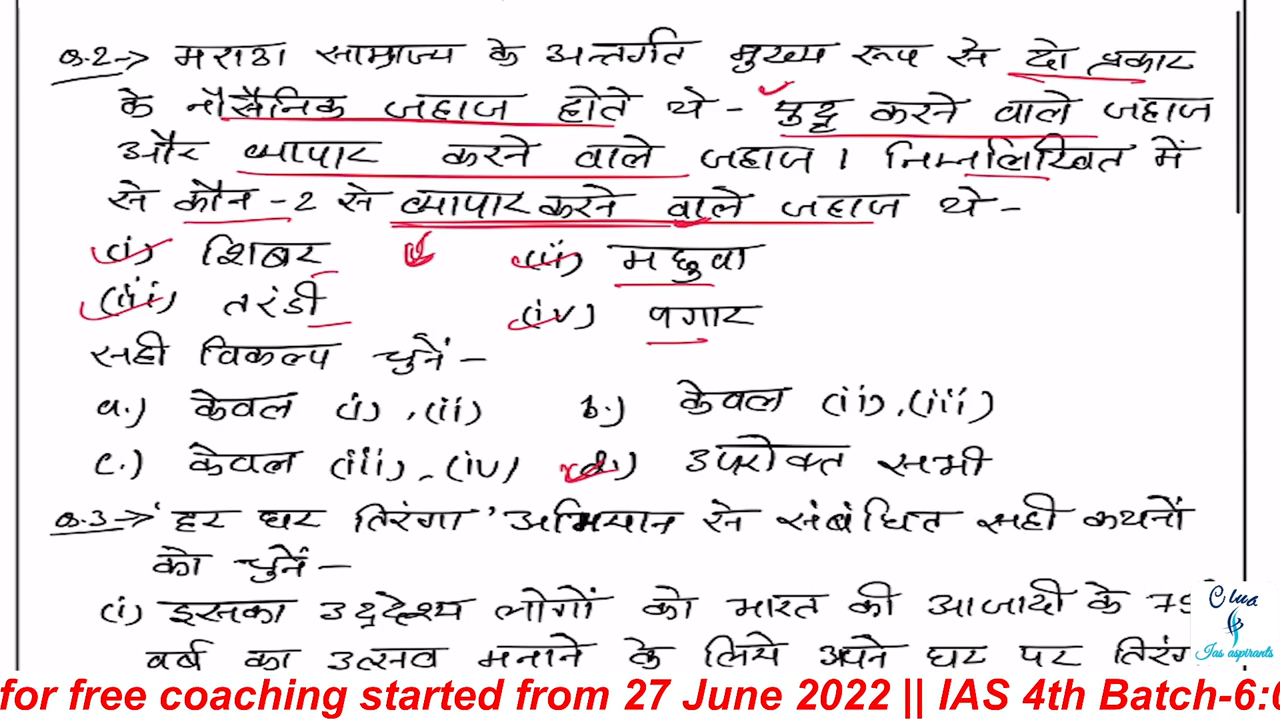 Q.2→ मराठा साम्राज्य के अन्तर्गत मुख्य रूप से दो प्रकार
के नौसैनिक जहाज होते थे - युद्ध करने वाले जहाज
और व्यापार करने वाले जहाज। निम्नलिखित में
से कौन -2 से व्यापार करने वाले जहाज थे -
(i) शिबर (ii) मछुवा
(iii) तरंडी (iv) पगार
सही विकल्प चुनें -
a.) केवल (i), (ii) b.) केवल (ii), (iii)
c.) केवल (iii), (iv) d.) उपरोक्त सभी
Q.3→ 'हर घर तिरंगा' अभियान से संबंधित सही कथनों
को चुनें -
(i) इसका उद्देश्य लोगों को भारत की आजादी के
वर्ष का उत्सव मनाने के लिये अपने घर पर
Ias aspirants
for free coaching started from 27 June 2022 || IAS 4th Batch-6: